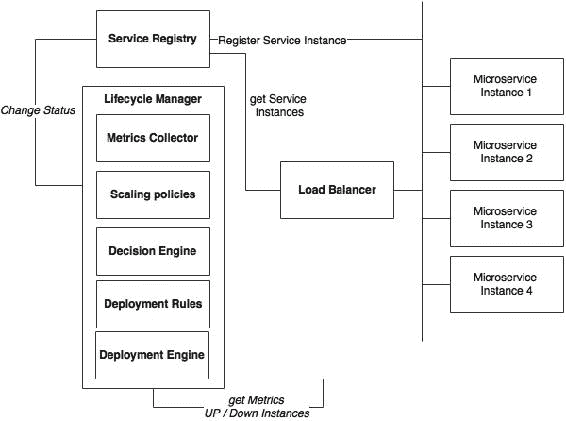 Service Registry
Register Service Instance
Change Status
Lifecycle Manager
Metrics Collector
Scaling policies
Decision Engine
Deployment Rules
Deployment Engine
get Service
Instances
Load Balancer
Microservice
Instance 1
Microservice
Instance 2
Microservice
Instance 3
Microservice
Instance 4
get Metrics
UP / Down Instances